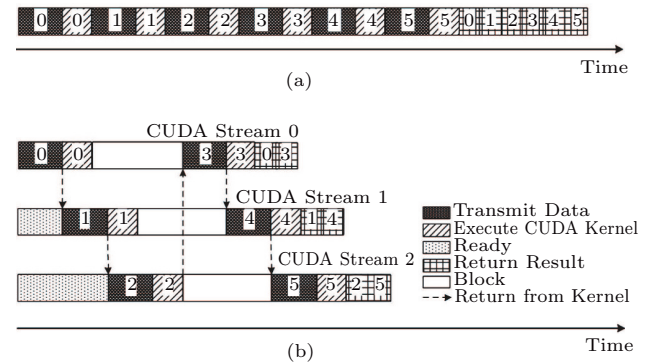 0 0 1 1 2 2 3 3 4 4 5 5 0 1 2 3 4 5
Time
(a)
CUDA Stream 0
0 0 3 3 0 3
CUDA Stream 1
1 1 4 4 1 4
CUDA Stream 2
2 2 5 5 2 5
Transmit Data
Execute CUDA Kernel
Ready
Return Result
Block
Return from Kernel
Time
(b)